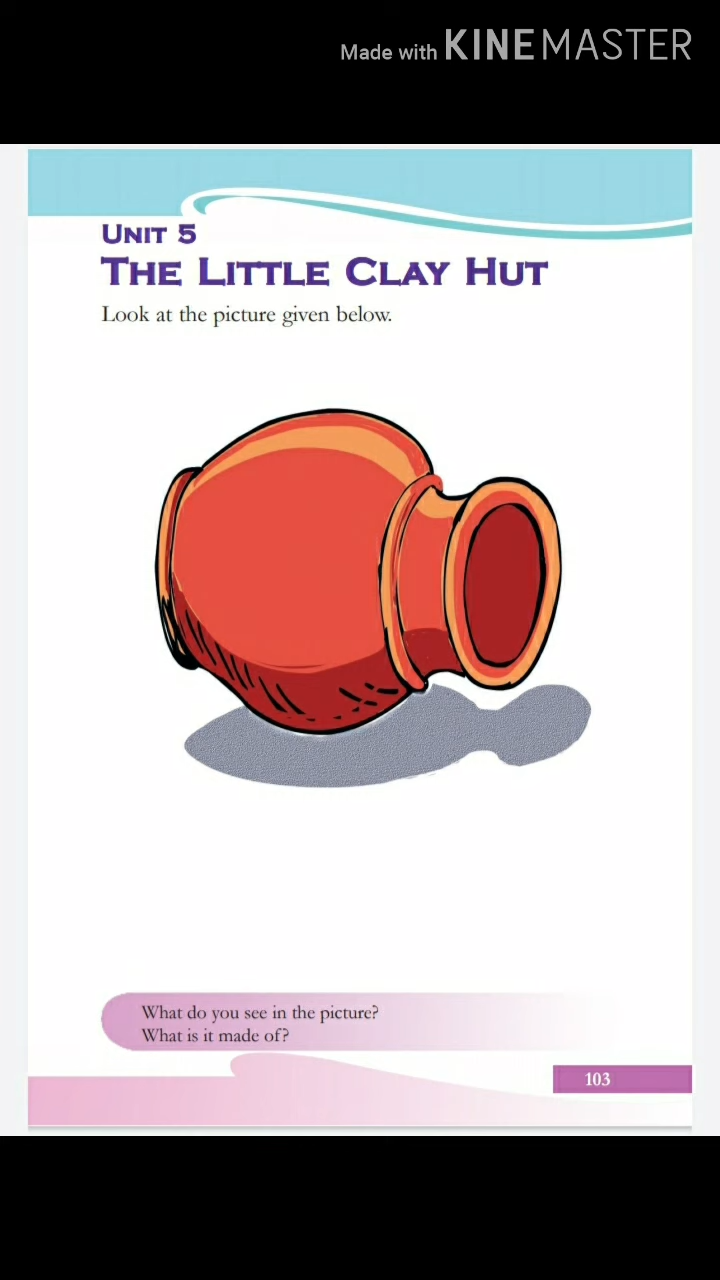 Made with KINEMASTER
UNIT 5
THE LITTLE CLAY HUT
Look at the picture given below.
What do you see in the picture?
What is it made of?
103